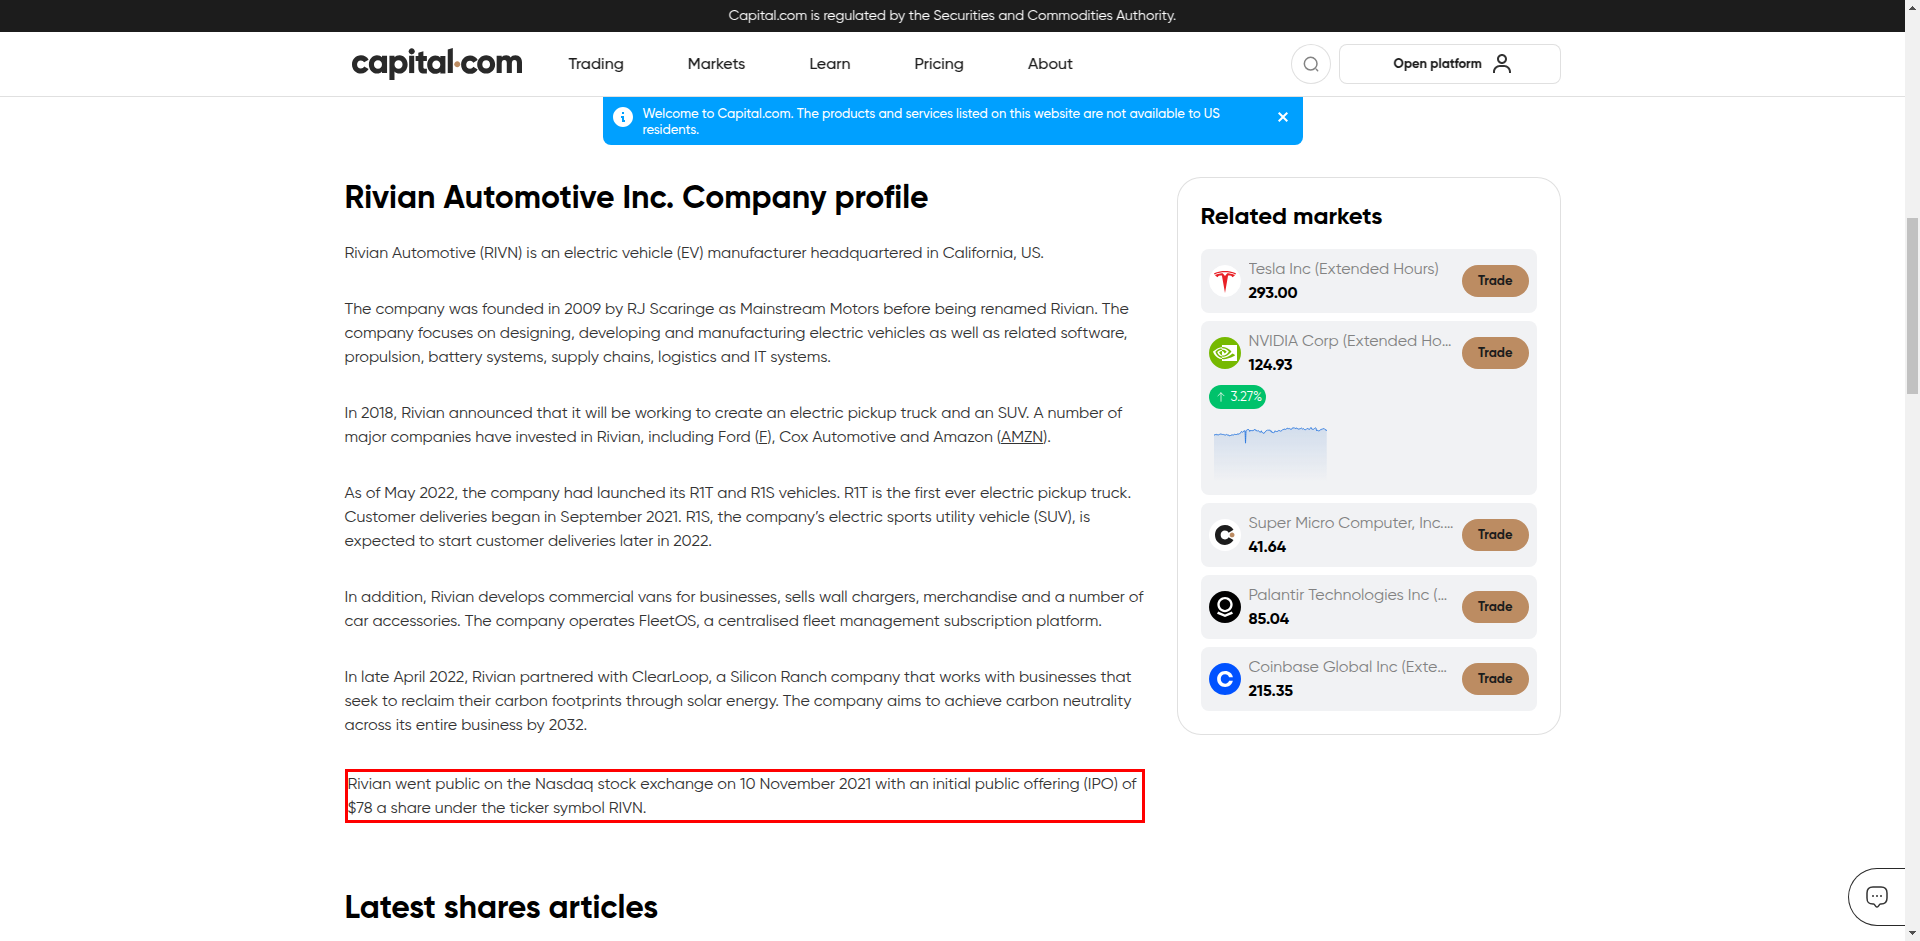 Capital.com is regulated by the Securities and Commodities Authority.
capital.com
Trading
Markets
Learn
Pricing
About
Open platform
Welcome to Capital.com. The products and services listed on this website are not available to US
residents.
Rivian Automotive Inc. Company profile
Rivian Automotive (RIVN) is an electric vehicle (EV) manufacturer headquartered in California, US.
The company was founded in 2009 by RJ Scaringe as Mainstream Motors before being renamed Rivian. The
company focuses on designing, developing and manufacturing electric vehicles as well as related software,
propulsion, battery systems, supply chains, logistics and IT systems.
In 2018, Rivian announced that it will be working to create an electric pickup truck and an SUV. A number of
major companies have invested in Rivian, including Ford (F), Cox Automotive and Amazon (AMZN).
As of May 2022, the company had launched its R1T and R1S vehicles. R1T is the first ever electric pickup truck.
Customer deliveries began in September 2021. R1S, the company’s electric sports utility vehicle (SUV), is
expected to start customer deliveries later in 2022.
In addition, Rivian develops commercial vans for businesses, sells wall chargers, merchandise and a number of
car accessories. The company operates FleetOS, a centralised fleet management subscription platform.
In late April 2022, Rivian partnered with ClearLoop, a Silicon Ranch company that works with businesses that
seek to reclaim their carbon footprints through solar energy. The company aims to achieve carbon neutrality
across its entire business by 2032.
Rivian went public on the Nasdaq stock exchange on 10 November 2021 with an initial public offering (IPO) of
$78 a share under the ticker symbol RIVN.
Latest shares articles
Related markets
Tesla Inc (Extended Hours)
293.00
Trade
NVIDIA Corp (Extended Ho...
124.93
Trade
↑ 3.27%
Super Micro Computer, Inc....
41.64
Trade
Palantir Technologies Inc (...
85.04
Trade
Coinbase Global Inc (Exte...
215.35
Trade